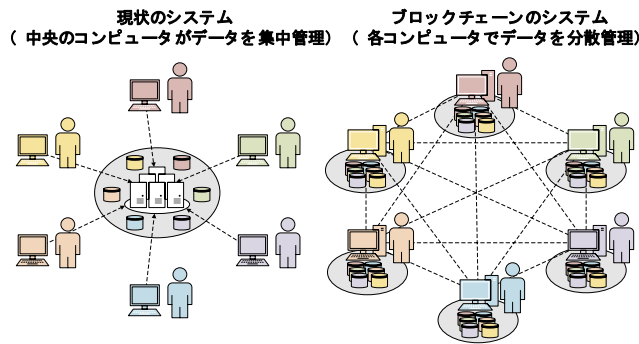 現状のシステム
( 中央のコンピュータがデータを集中管理)
ブロックチェーンのシステム
( 各コンピュータでデータを分散管理)